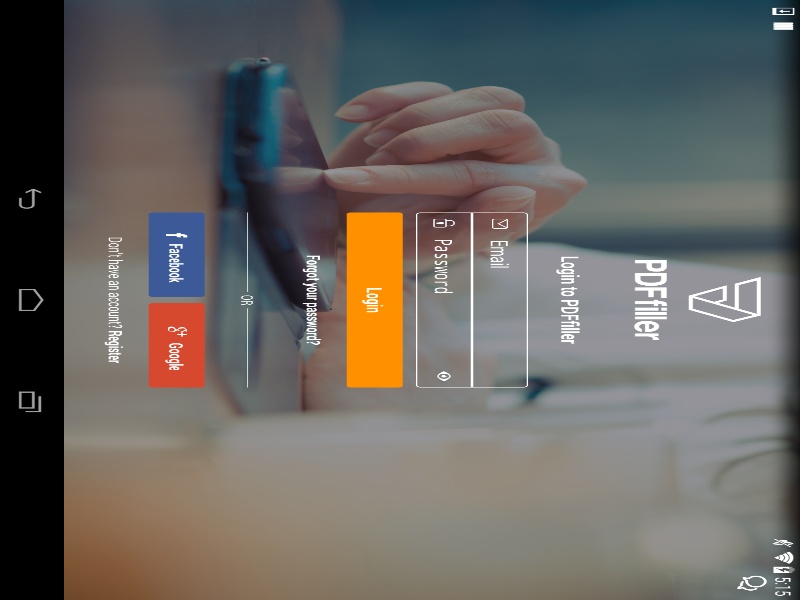 5:15
PDFfiller
Login to PDFfiller
Email
Password
Login
Forgot your password?
OR
Facebook
Google
Don't have an account? Register